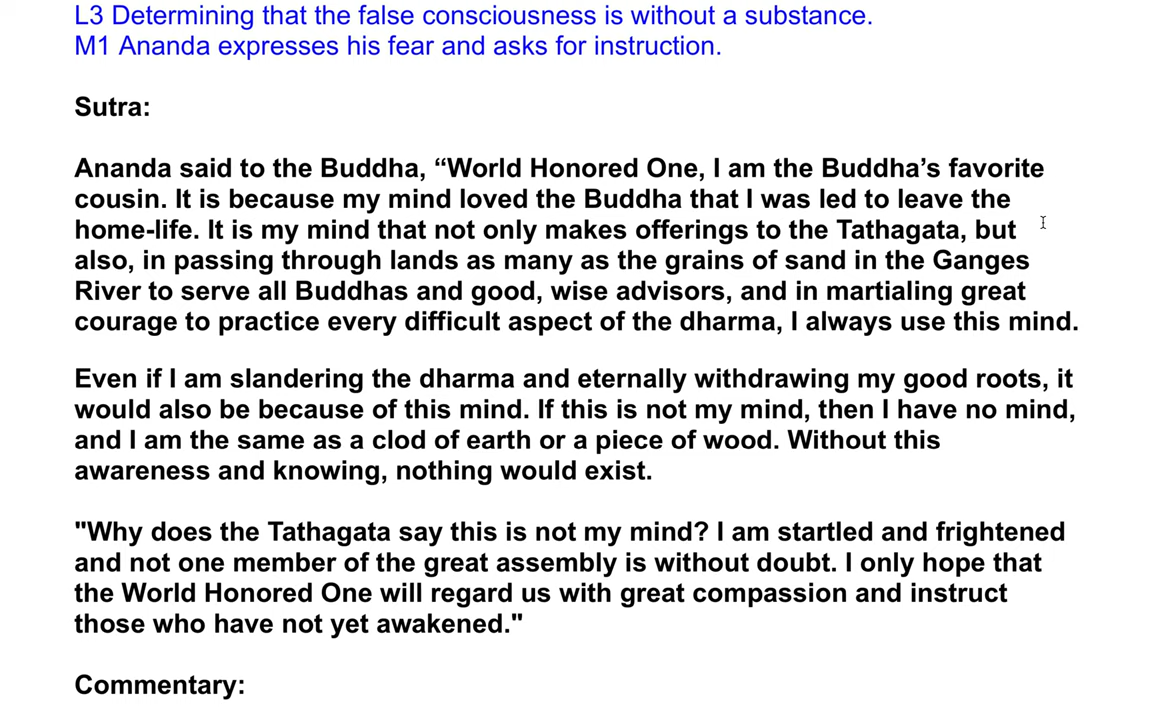 L3 Determining that the false consciousness is without a substance.
M1 Ananda expresses his fear and asks for instruction.
Sutra:
Ananda said to the Buddha, “World Honored One, I am the Buddha’s favorite
cousin. It is because my mind loved the Buddha that I was led to leave the
home-life. It is my mind that not only makes offerings to the Tathagata, but
also, in passing through lands as many as the grains of sand in the Ganges
River to serve all Buddhas and good, wise advisors, and in martialing great
courage to practice every difficult aspect of the dharma, I always use this mind.
Even if I am slandering the dharma and eternally withdrawing my good roots, it
would also be because of this mind. If this is not my mind, then I have no mind,
and I am the same as a clod of earth or a piece of wood. Without this
awareness and knowing, nothing would exist.
"Why does the Tathagata say this is not my mind? I am startled and frightened
and not one member of the great assembly is without doubt. I only hope that
the World Honored One will regard us with great compassion and instruct
those who have not yet awakened."
Commentary: